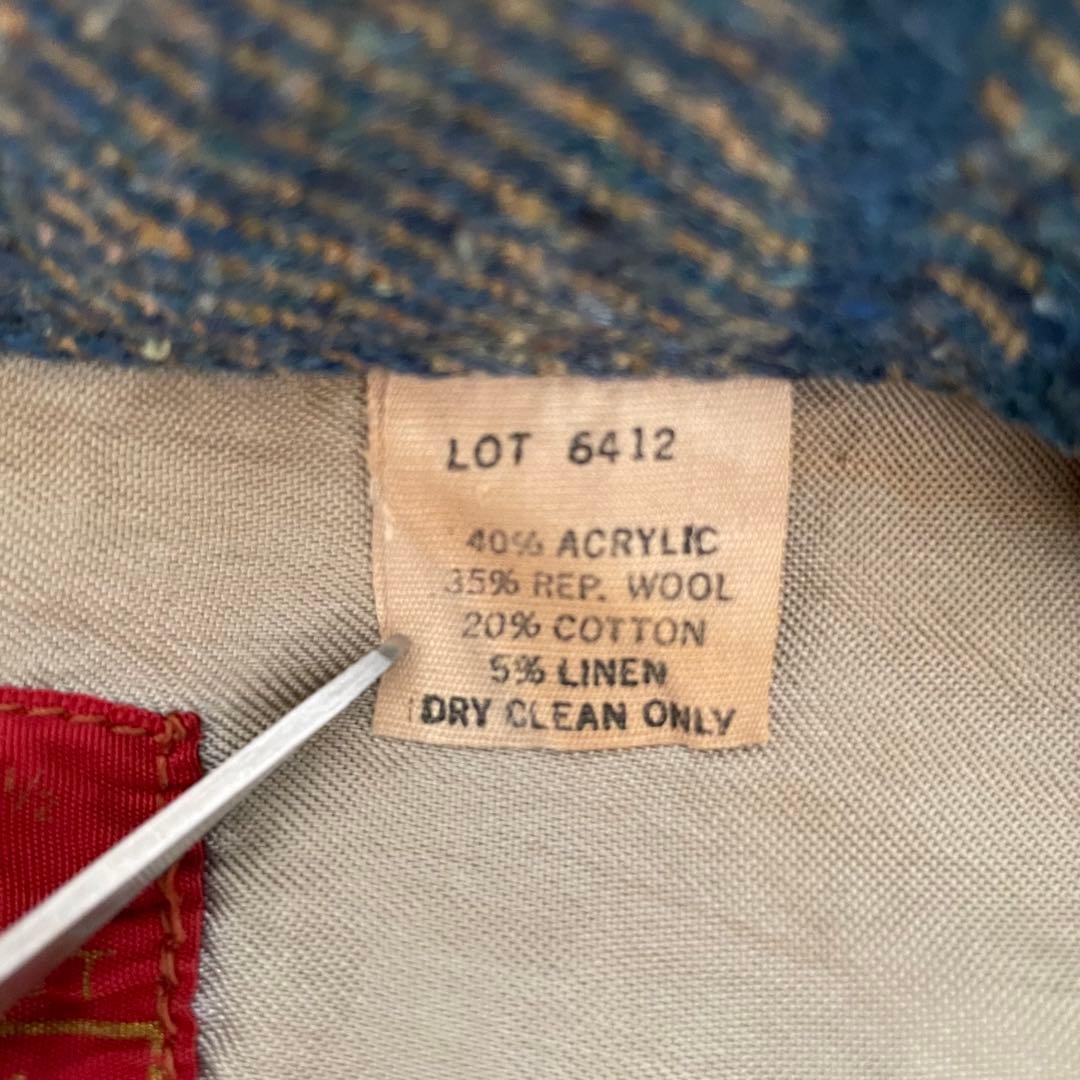 LOT 6412
40% ACRYLIC
35% REP. WOOL
20% COTTON
5% LINEN
DRY CLEAN ONLY